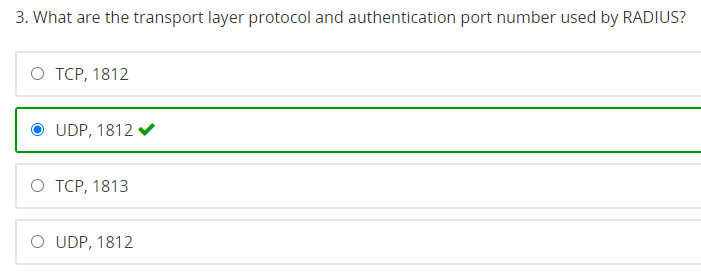 3. What are the transport layer protocol and authentication port number used by RADIUS?
TCP, 1812
UDP, 1812
TCP, 1813
UDP, 1812